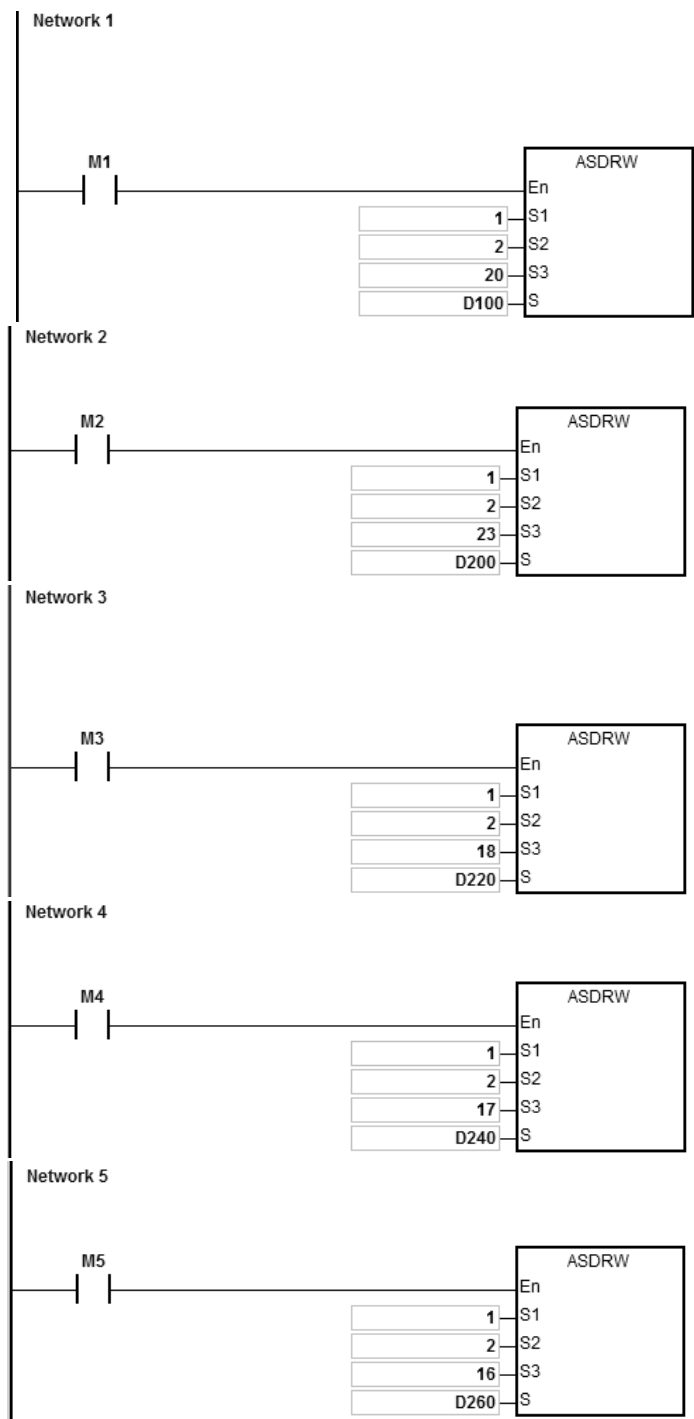 Network 1
M1
ASDRW
En
1 S1
2 S2
20 S3
D100 S
Network 2
M2
ASDRW
En
1 S1
2 S2
23 S3
D200 S
Network 3
M3
ASDRW
En
1 S1
2 S2
18 S3
D220 S
Network 4
M4
ASDRW
En
1 S1
2 S2
17 S3
D240 S
Network 5
M5
ASDRW
En
1 S1
2 S2
16 S3
D260 S